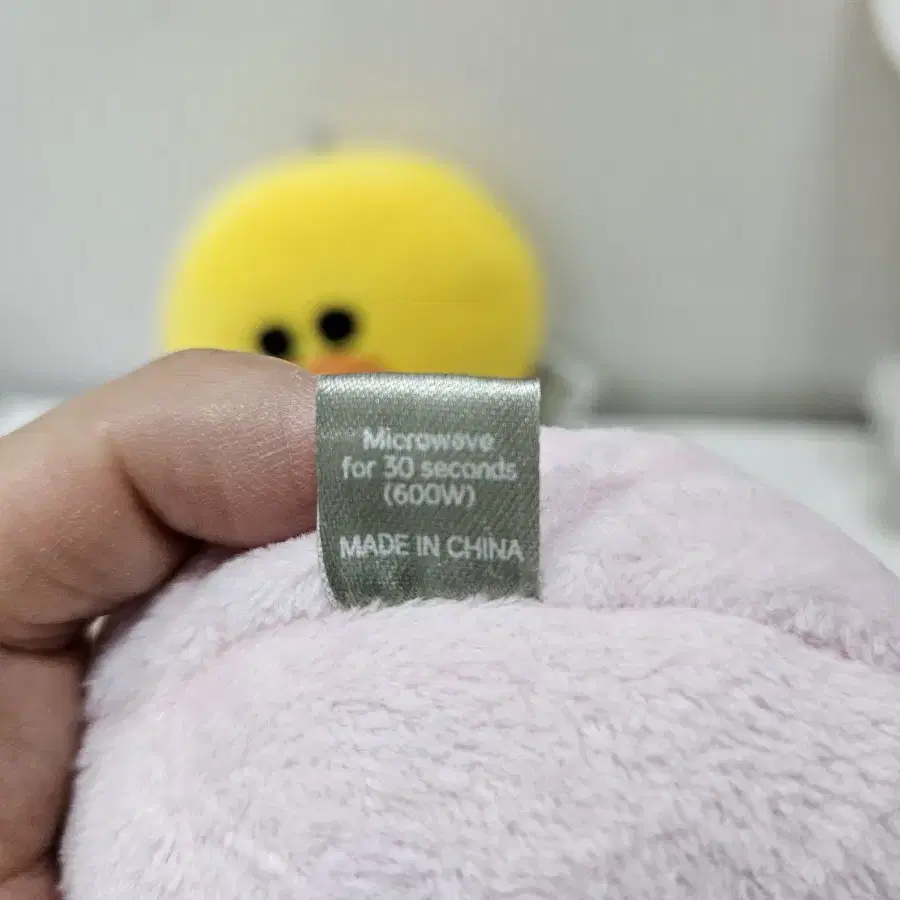 Microwave
for 30 seconds
(600W)
MADE IN CHINA